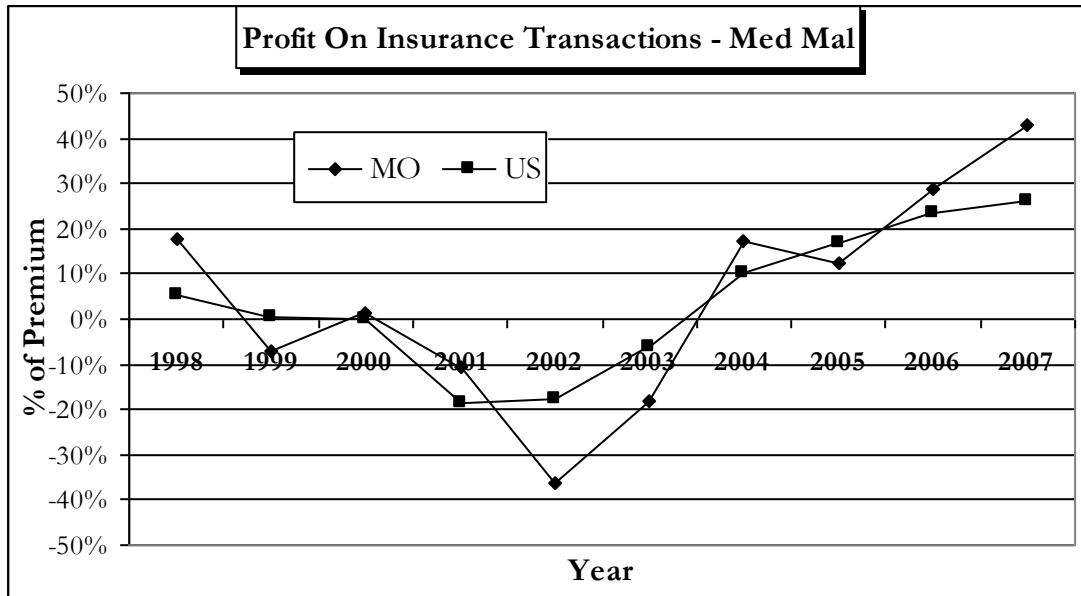 Profit On Insurance Transactions - Med Mal
50%
40%
30%
20%
10%
0%
-10%
-20%
-30%
-40%
-50%
% of Premium
MO US
1998 1999 2000 2001 2002 2003 2004 2005 2006 2007
Year